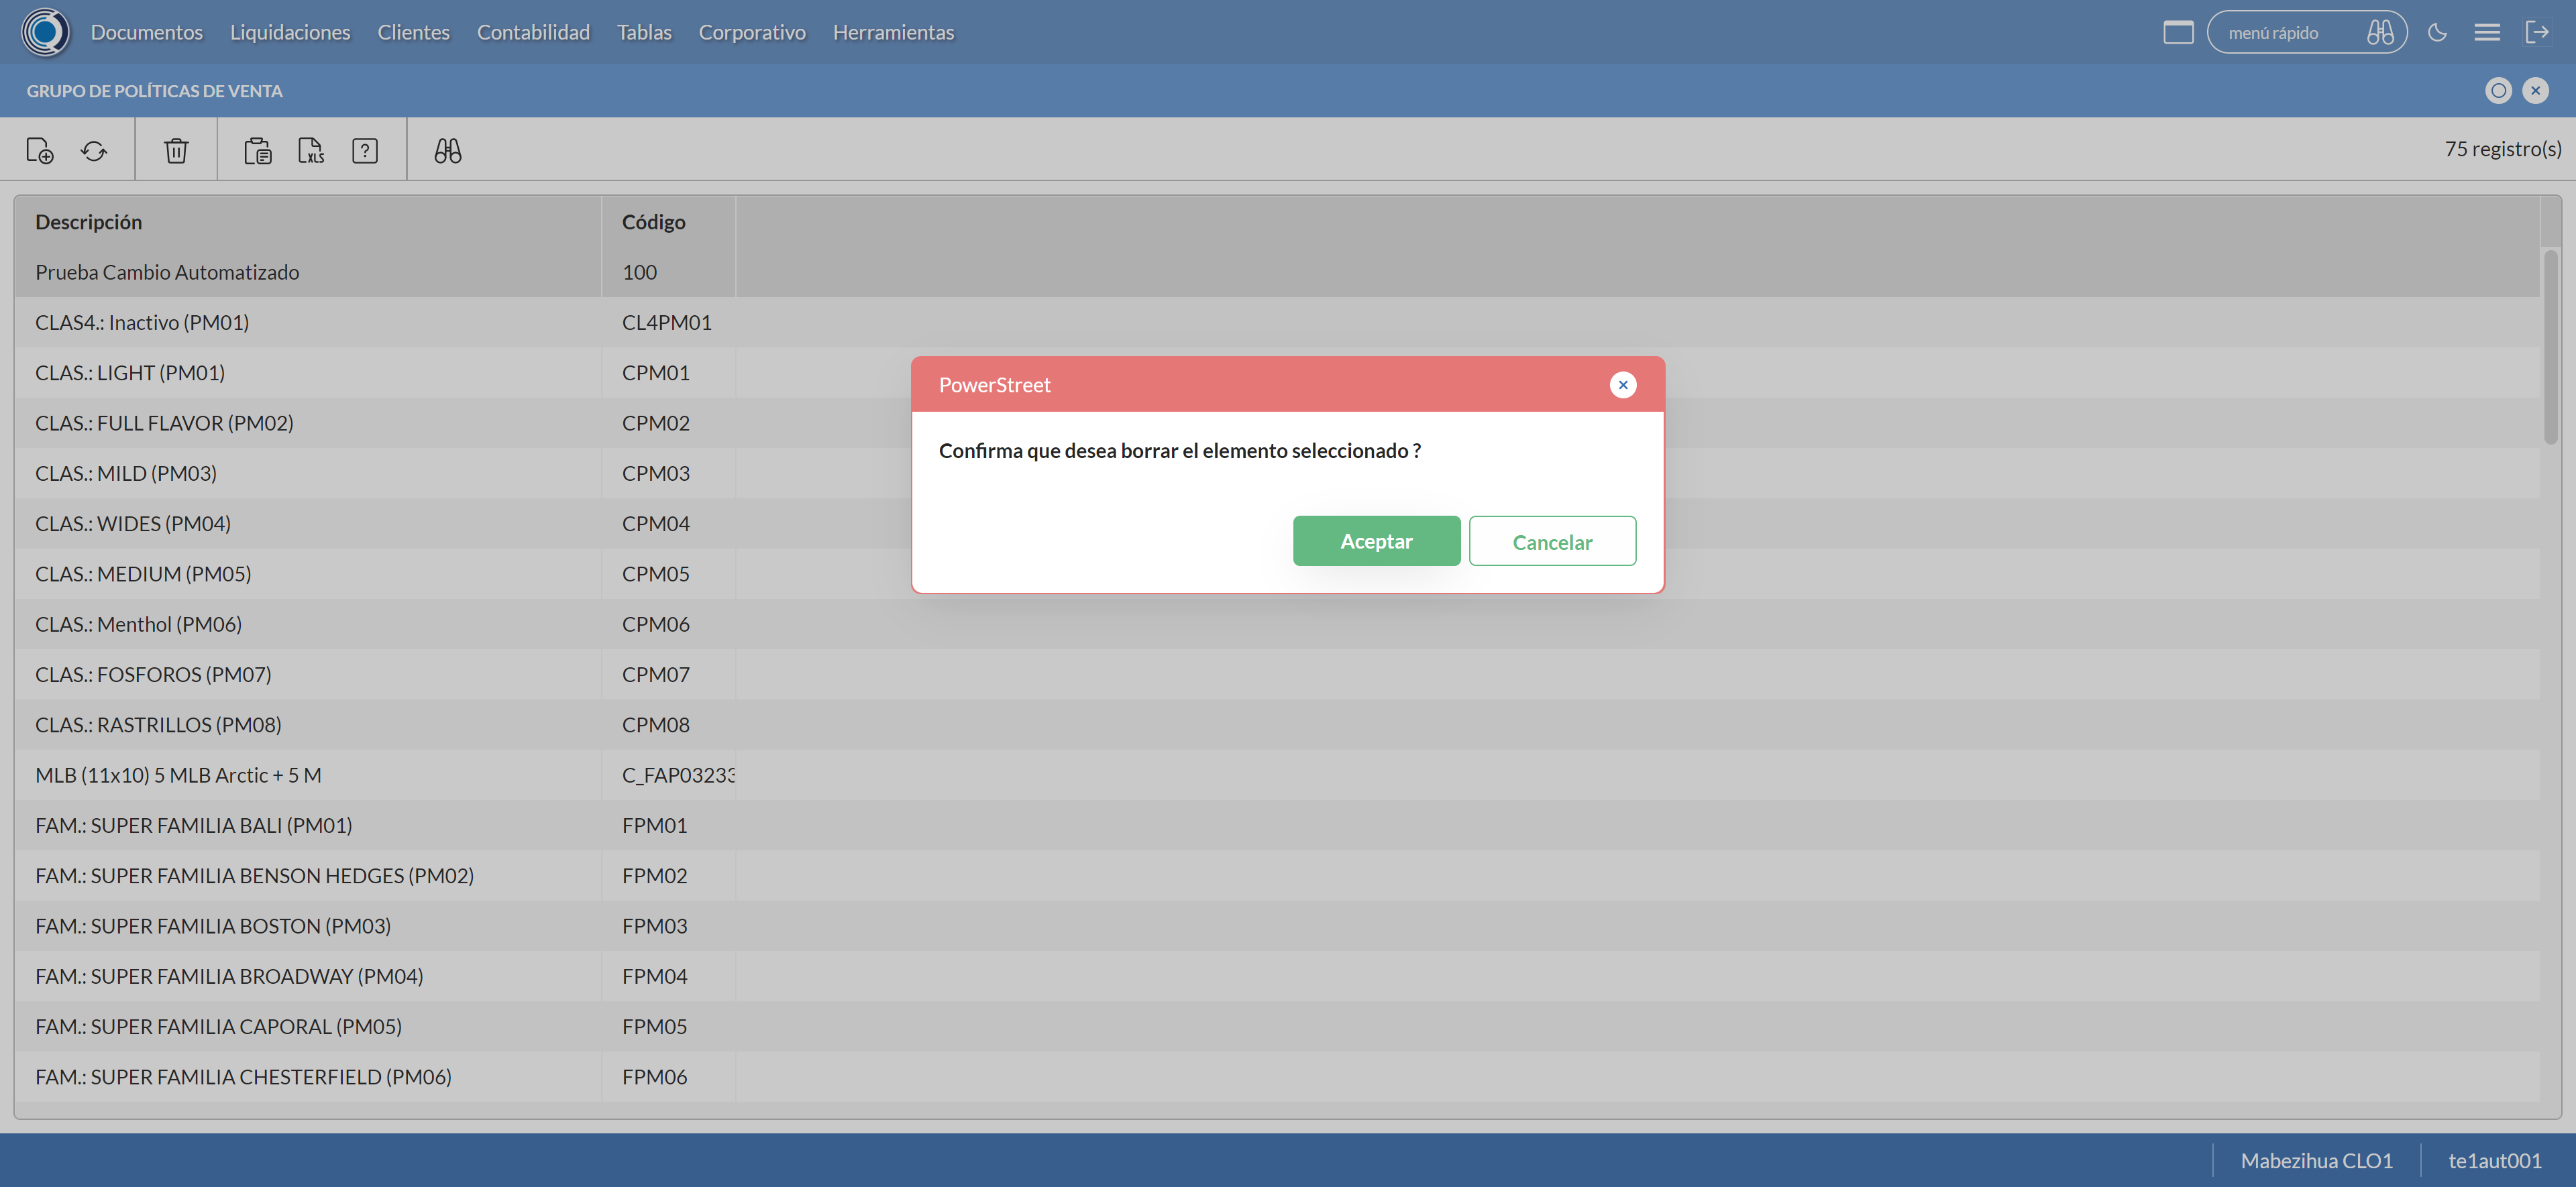 Documentos Liquidaciones Clientes Contabilidad Tablas Corporativo Herramientas menú rápido
GRUPO DE POLÍTICAS DE VENTA
XLS ? 75 registro(s)
Descripción Código
Prueba Cambio Automatizado 100
CLAS4.: Inactivo (PM01) CL4PM01
CLAS.: LIGHT (PM01) CPM01
CLAS.: FULL FLAVOR (PM02) CPM02
CLAS.: MILD (PM03) CPM03
CLAS.: WIDES (PM04) CPM04
CLAS.: MEDIUM (PM05) CPM05
CLAS.: Menthol (PM06) CPM06
CLAS.: FOSFOROS (PM07) CPM07
CLAS.: RASTRILLOS (PM08) CPM08
MLB (11x10) 5 MLB Arctic + 5 M C_FAP03233
FAM.: SUPER FAMILIA BALI (PM01) FPM01
FAM.: SUPER FAMILIA BENSON HEDGES (PM02) FPM02
FAM.: SUPER FAMILIA BOSTON (PM03) FPM03
FAM.: SUPER FAMILIA BROADWAY (PM04) FPM04
FAM.: SUPER FAMILIA CAPORAL (PM05) FPM05
FAM.: SUPER FAMILIA CHESTERFIELD (PM06) FPM06
PowerStreet
Confirma que desea borrar el elemento seleccionado ?
Aceptar Cancelar
Mabezihua CLO1 te1aut001